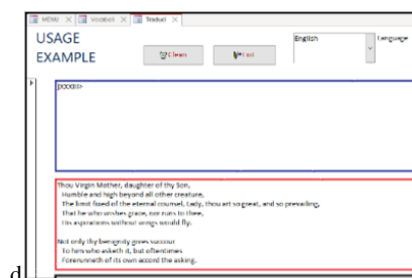 MENU Vocaboli Traduci
USAGE
EXAMPLE
Clean Exit
English
Language
Thou Virgin Mother, daughter of thy Son,
Humble and high beyond all other creature,
The limit fixed of the eternal counsel, Lady, thou art so great, and so prevailing,
That he who wishes grace, nor runs to thee,
His aspirations without wings would fly.
Not only thy benignity gives succour
To him who asketh it, but oftentimes
Forerunneth of its own accord the asking.
d